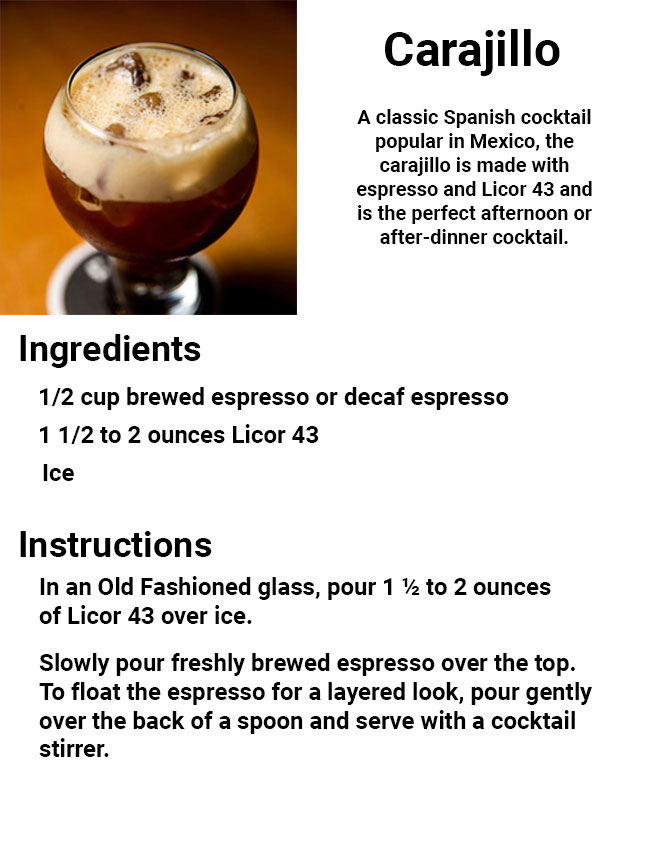 Carajillo
A classic Spanish cocktail
popular in Mexico, the
carajillo is made with
espresso and Licor 43 and
is the perfect afternoon or
after-dinner cocktail.
Ingredients
1/2 cup brewed espresso or decaf espresso
1 1/2 to 2 ounces Licor 43
Ice
Instructions
In an Old Fashioned glass, pour 1 ½ to 2 ounces
of Licor 43 over ice.
Slowly pour freshly brewed espresso over the top.
To float the espresso for a layered look, pour gently
over the back of a spoon and serve with a cocktail
stirrer.